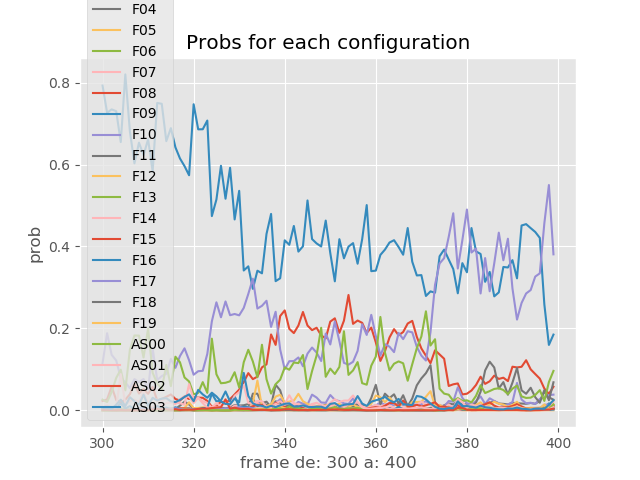 F04
F05
F06
F07
F08
F09
F10
F11
F12
F13
F14
F15
F16
F17
F18
F19
AS00
AS01
AS02
AS03
Probs for each configuration
prob
0.8
0.6
0.4
0.2
0.0
300 320 340 360 380 400
frame de: 300 a: 400